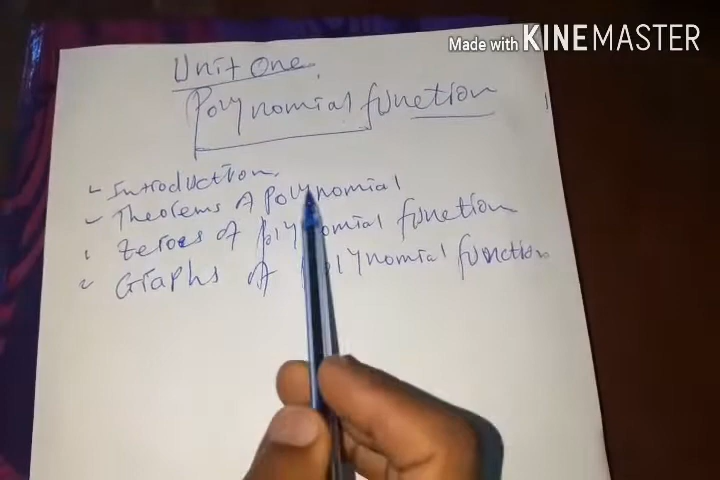 Made with KINEMASTER
Unit One
Polynomial function
Introduction
Theorems of Polynomial
Zeroes of polynomial function
Graphs of polynomial function